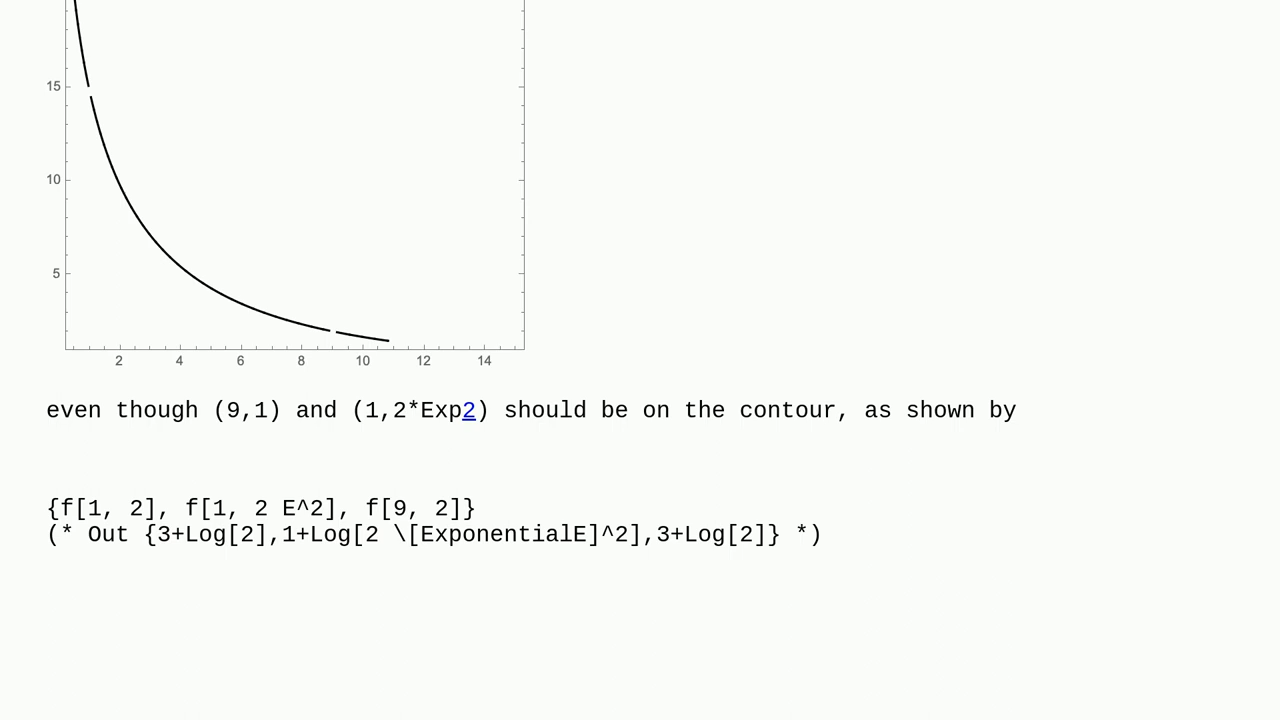 15
10
5
2 4 6 8 10 12 14
even though (9,1) and (1,2*Exp2) should be on the contour, as shown by
{f[1, 2], f[1, 2 E^2], f[9, 2]}
(* Out {3+Log[2],1+Log[2 \[ExponentialE]^2],3+Log[2]} *)